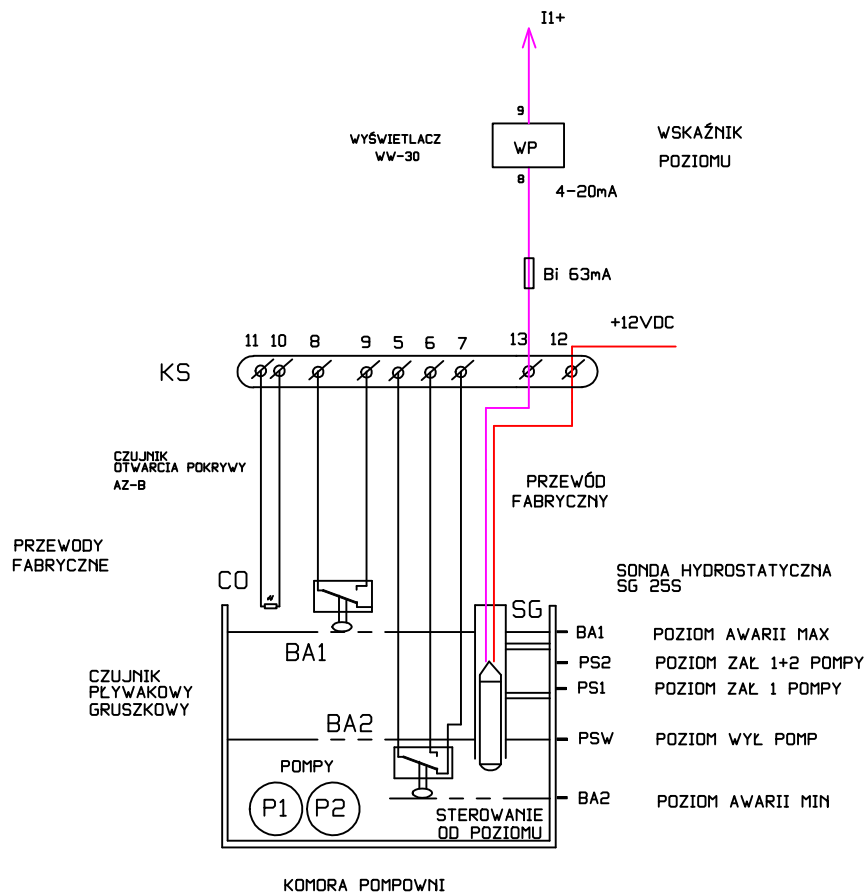 I1+
9
WYŚWIETLACZ
WW-30
WP
WSKAŹNIK
POZIOMU
8
4-20mA
Bi 63mA
+12VDC
11 10 8 9 5 6 7 13 12
KS
CZUJNIK
OTWARCIA POKRYWY
AZ-B
PRZEWÓD
FABRYCZNY
PRZEWODY
FABRYCZNE
CO
SONDA HYDROSTATYCZNA
SG 25S
SG
BA1 POZIOM AWARII MAX
BA1
PS2 POZIOM ZAŁ 1+2 POMPY
CZUJNIK
PŁYWAKOWY
GRUSZKOWY
PS1 POZIOM ZAŁ 1 POMPY
BA2
PSW POZIOM WYŁ POMP
POMPY
P1 P2
BA2 POZIOM AWARII MIN
STEROWANIE
OD POZIOMU
KOMORA POMPOWNI